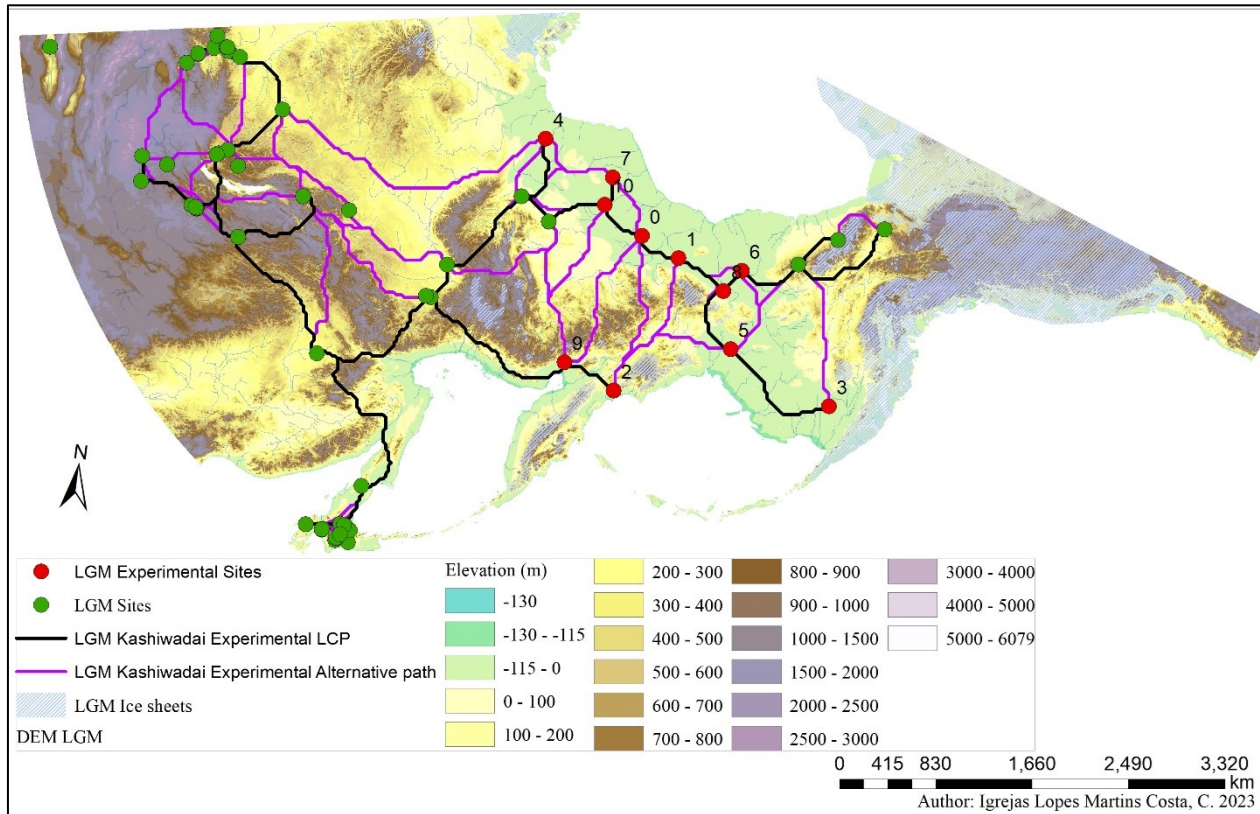 4
7
10
0
1
6
8
5
9
2
3
N
LGM Experimental Sites
LGM Sites
LGM Kashiwadai Experimental LCP
LGM Kashiwadai Experimental Alternative path
LGM Ice sheets
DEM LGM
Elevation (m)
-130
-130 - -115
-115 - 0
0 - 100
100 - 200
200 - 300
300 - 400
400 - 500
500 - 600
600 - 700
700 - 800
800 - 900
900 - 1000
1000 - 1500
1500 - 2000
2000 - 2500
2500 - 3000
3000 - 4000
4000 - 5000
5000 - 6079
0 415 830 1,660 2,490 3,320
km
Author: Igrejas Lopes Martins Costa, C. 2023